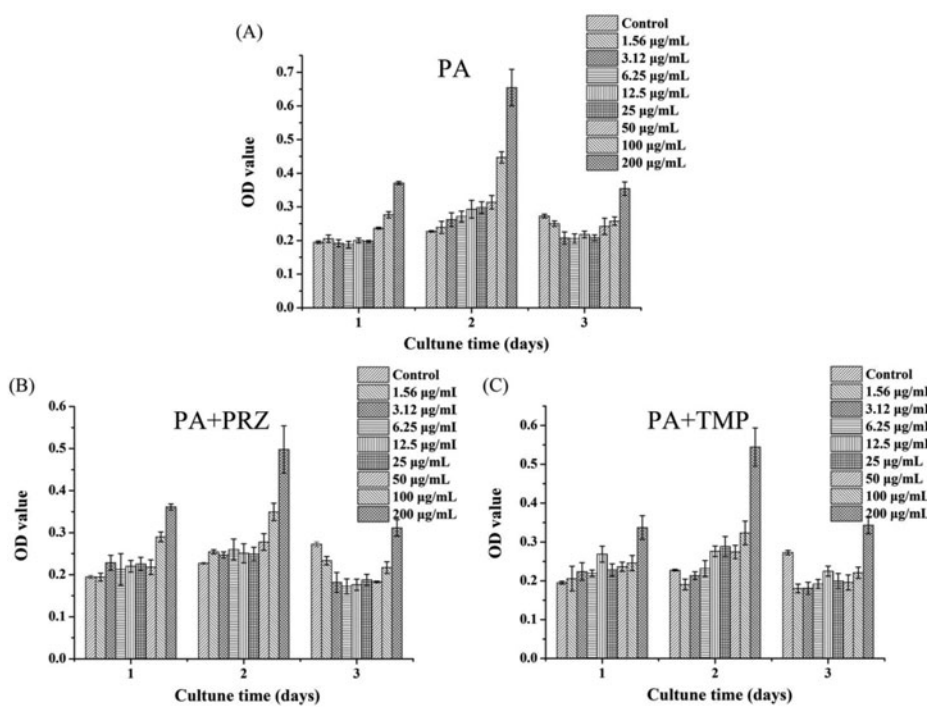 (A)
PA
Control
1.56 μg/mL
3.12 μg/mL
6.25 μg/mL
12.5 μg/mL
25 μg/mL
50 μg/mL
100 μg/mL
200 μg/mL
OD value
0.7
0.6
0.5
0.4
0.3
0.2
0.1
0.0
1 2 3
Cultune time (days)
(B)
PA+PRZ
Control
1.56 μg/mI
3.12 μg/mI
6.25 μg/mI
12.5 μg/mI
25 μg/mL
50 μg/mL
100 μg/mL
200 μg/mL
OD value
0.6
0.5
0.4
0.3
0.2
0.1
0.0
1 2 3
Cultune time (days)
(C)
PA+TMP
Control
1.56 μg/mL
3.12 μg/mL
6.25 μg/mL
12.5 μg/mL
25 μg/mL
50 μg/mL
100 μg/mL
200 μg/mL
OD value
0.6
0.5
0.4
0.3
0.2
0.1
0.0
1 2 3
Cultune time (days)